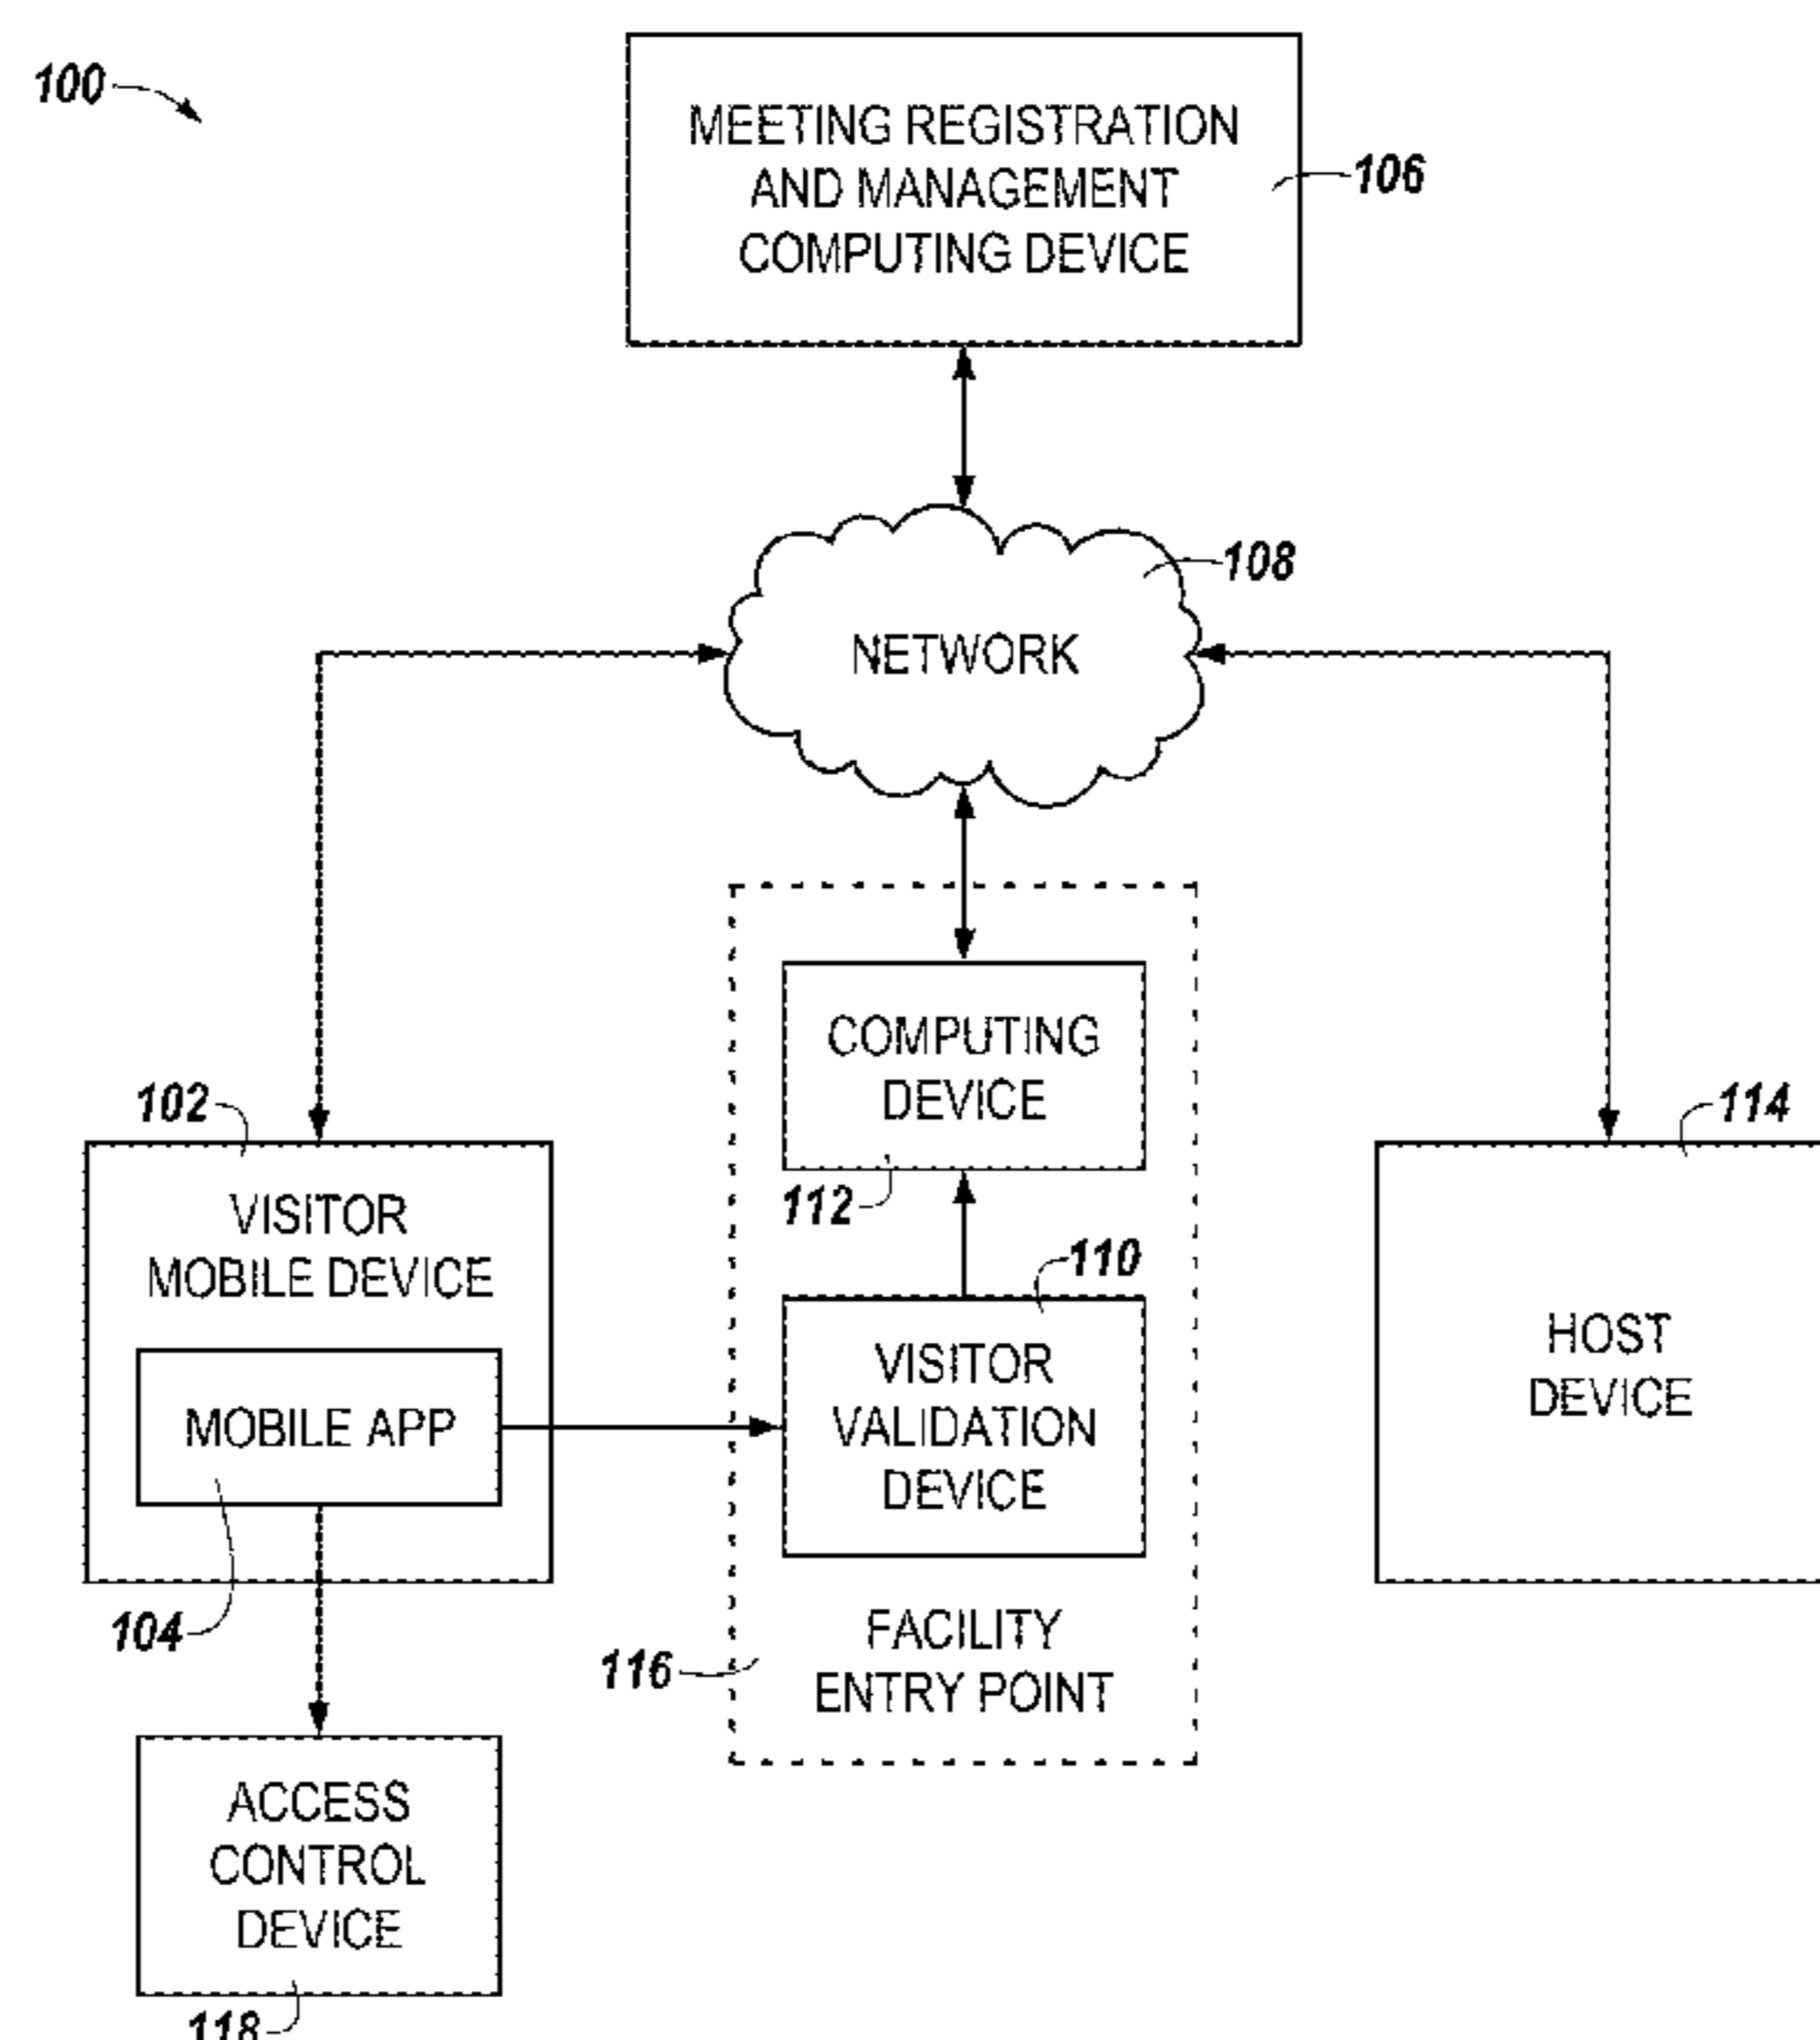 100
MEETING REGISTRATION
AND MANAGEMENT
COMPUTING DEVICE
106
108
NETWORK
COMPUTING
DEVICE
112
102
VISITOR
MOBILE DEVICE
MOBILE APP
104
110
VISITOR
VALIDATION
DEVICE
116
FACILITY
ENTRY POINT
114
HOST
DEVICE
ACCESS
CONTROL
DEVICE
118